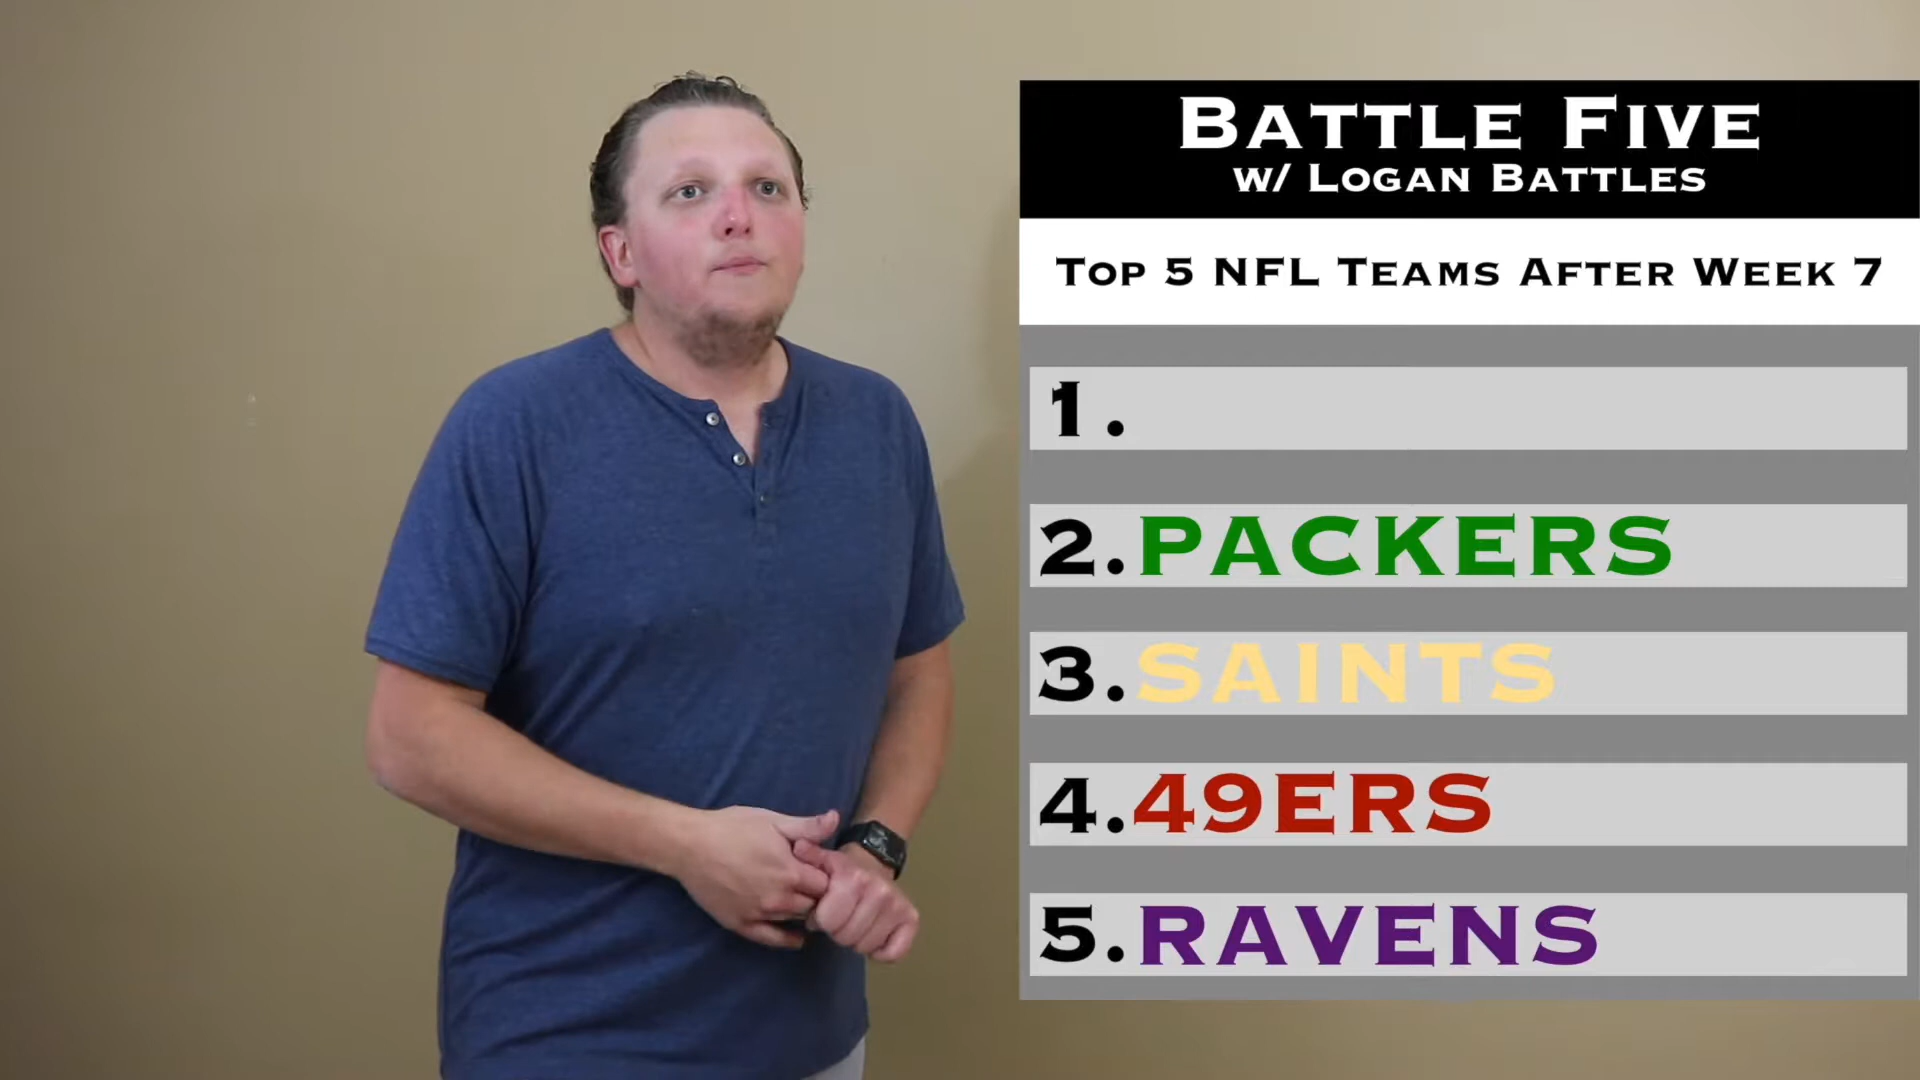 Battle Five
w/ Logan Battles
Top 5 NFL Teams After Week 7
1.
2. PACKERS
3. SAINTS
4. 49ERS
5. RAVENS